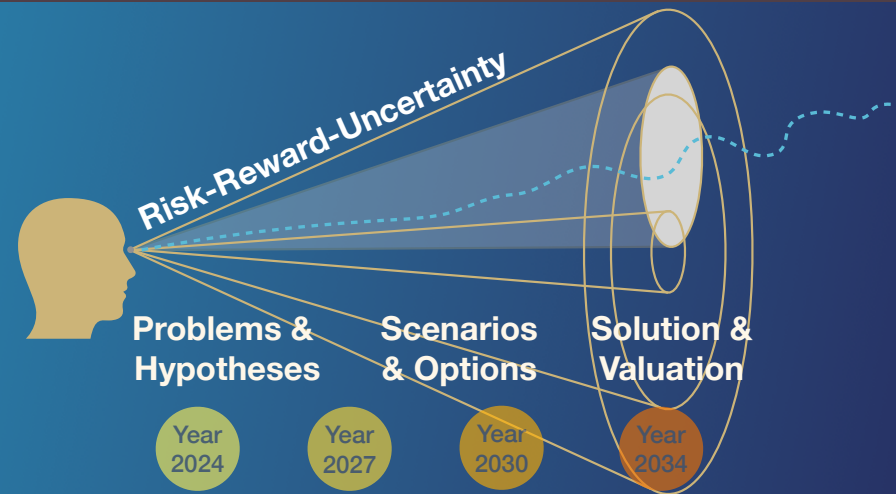 Risk-Reward-Uncertainty
Problems &
Hypotheses
Scenarios
& Options
Solution &
Valuation
Year
2024
Year
2027
Year
2030
Year
2034